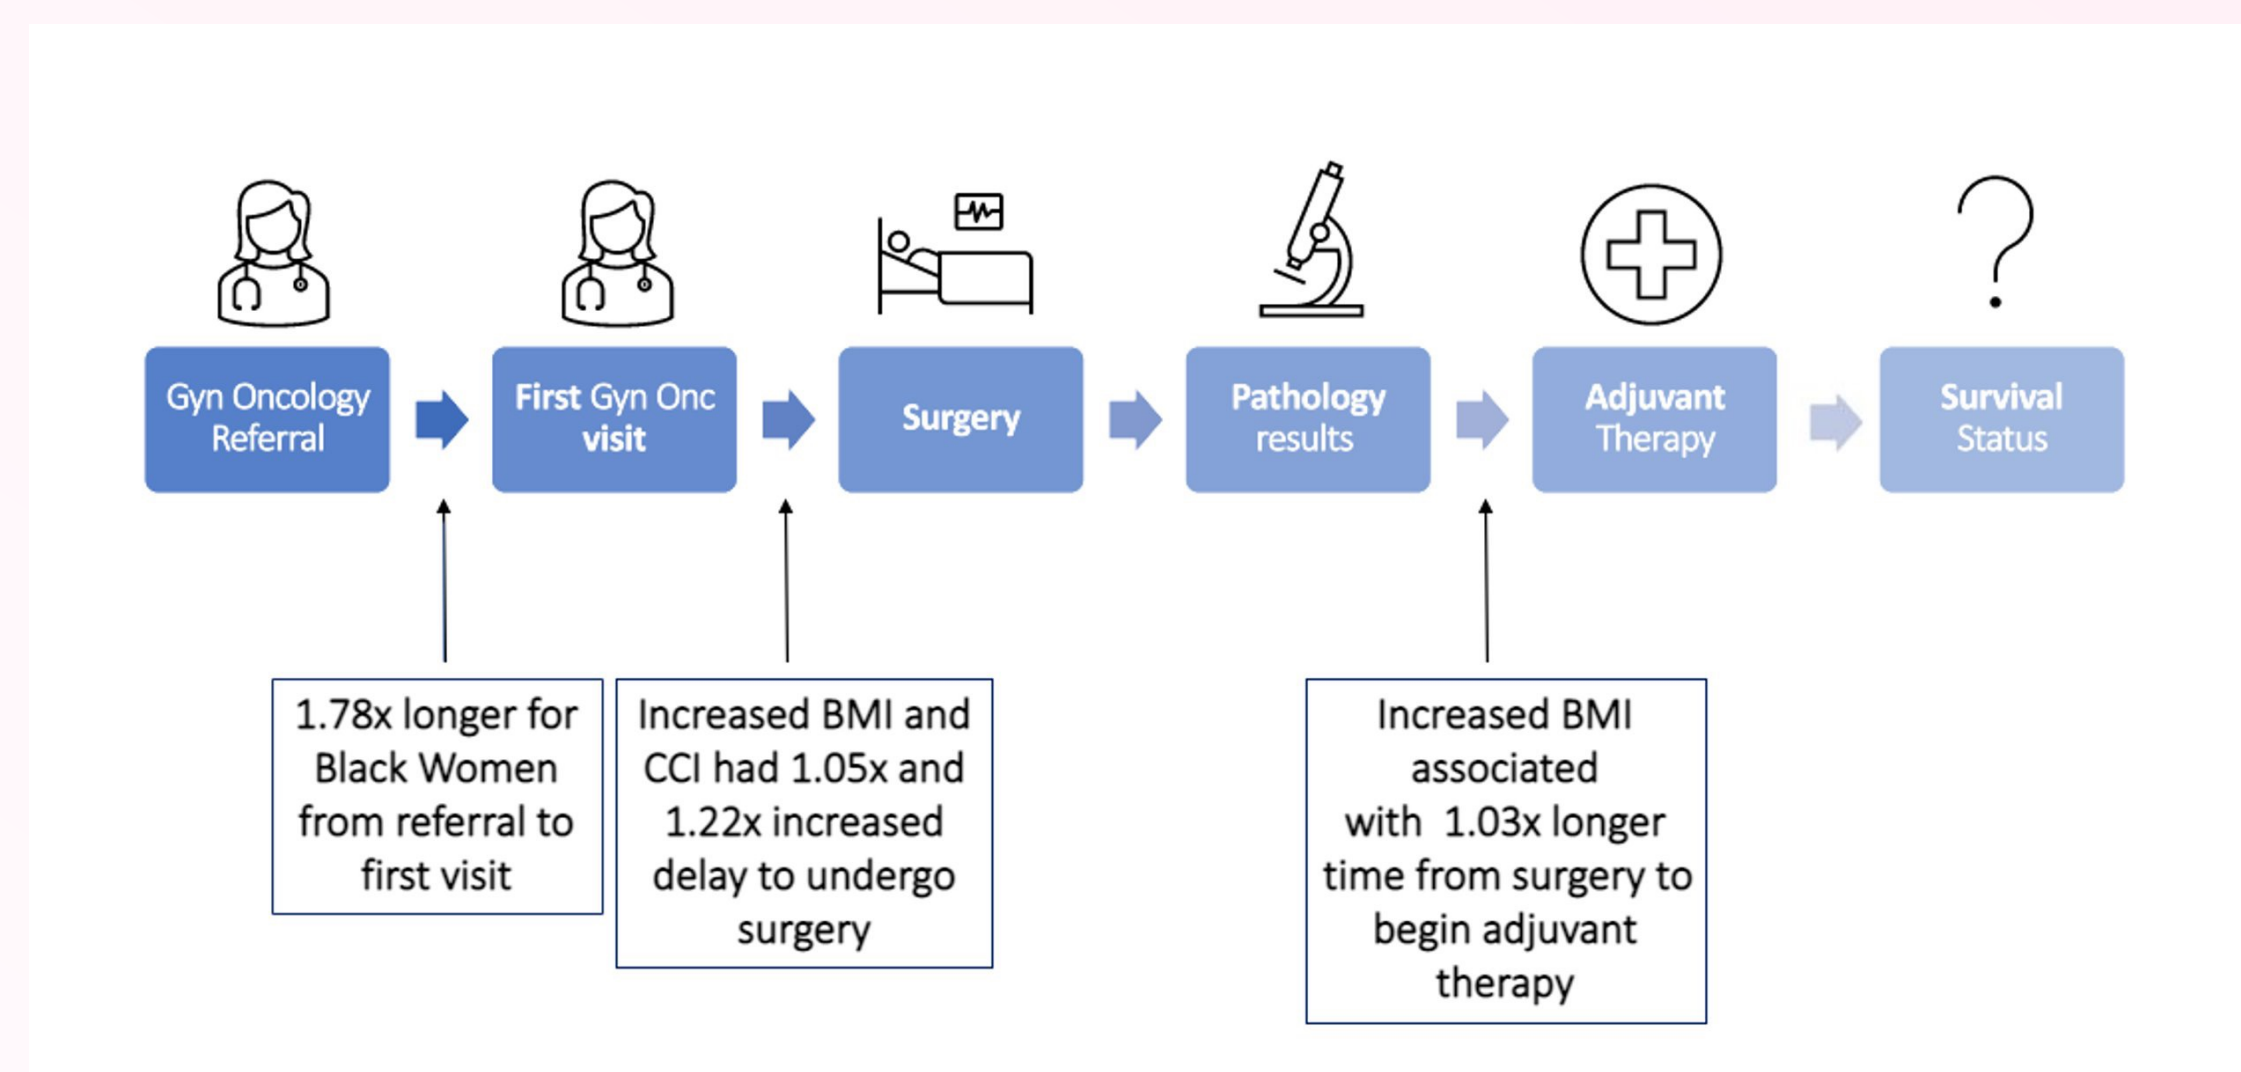 Gyn Oncology
Referral
First Gyn Onc
visit
Surgery
Pathology
results
Adjuvant
Therapy
Survival
Status
1.78x longer for
Black Women
from referral to
first visit
Increased BMI and
CCI had 1.05x and
1.22x increased
delay to undergo
surgery
Increased BMI
associated
with 1.03x longer
time from surgery to
begin adjuvant
therapy